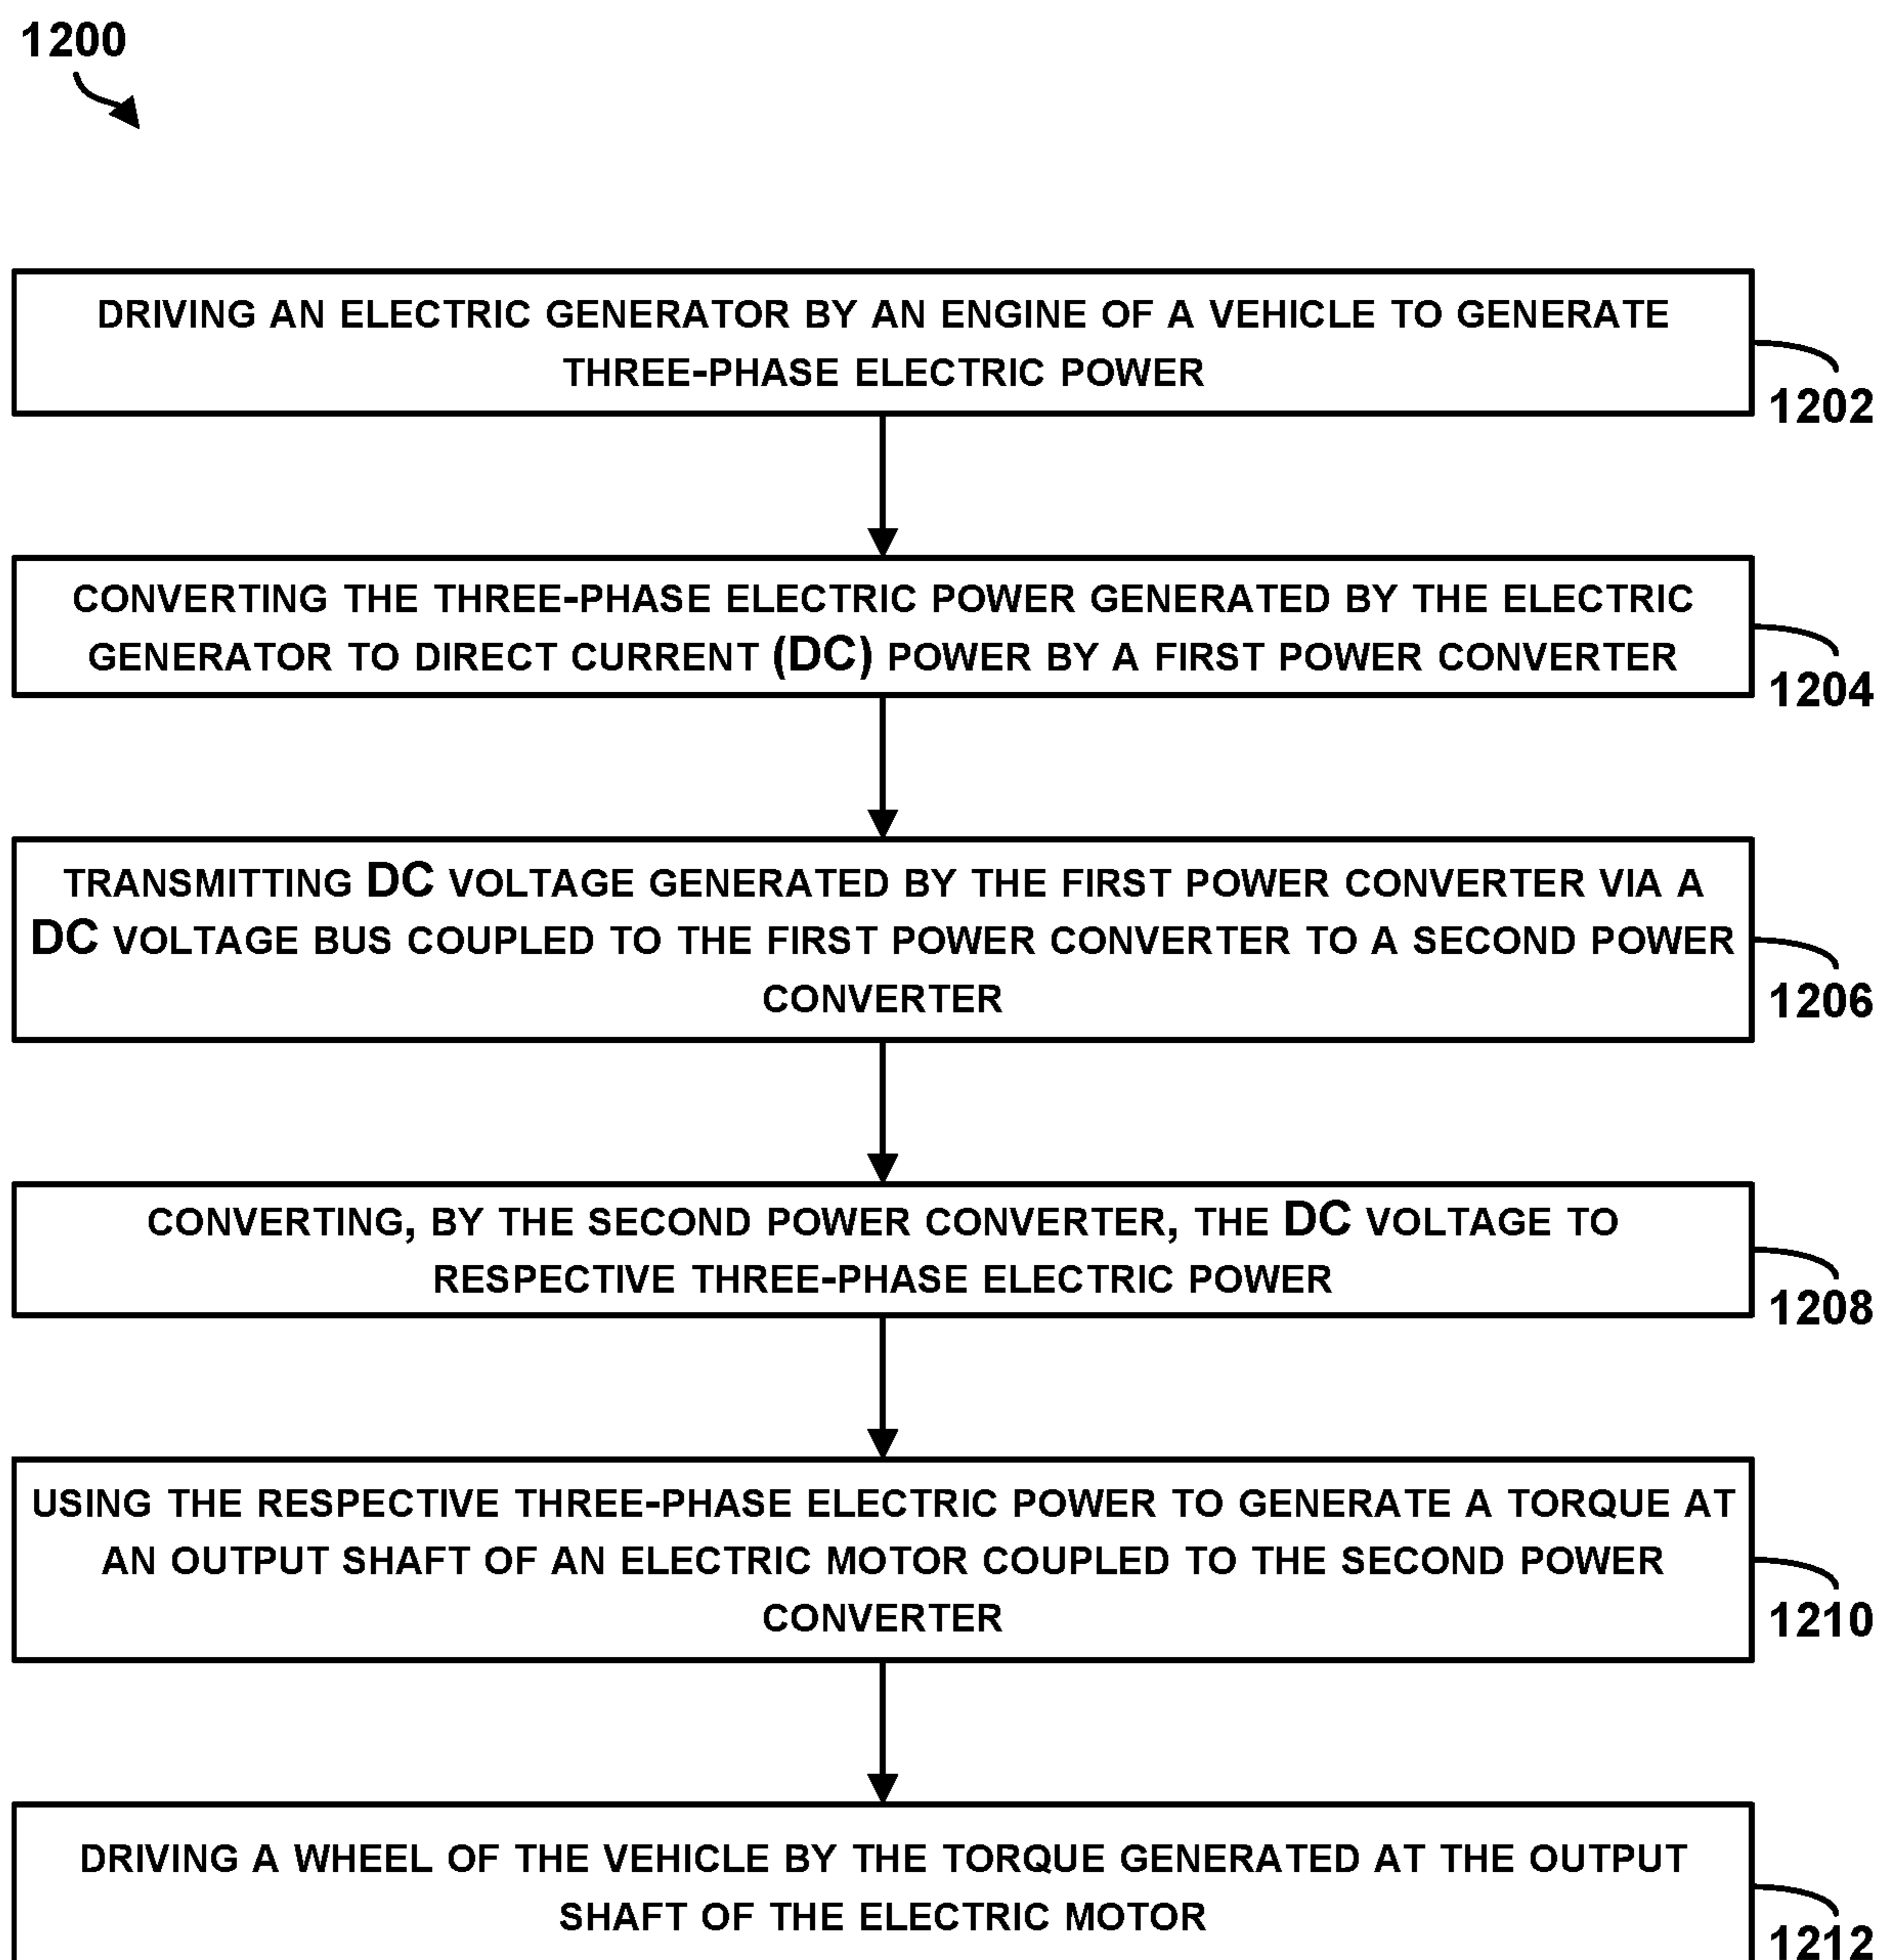 1200
DRIVING AN ELECTRIC GENERATOR BY AN ENGINE OF A VEHICLE TO GENERATE
THREE-PHASE ELECTRIC POWER
1202
CONVERTING THE THREE-PHASE ELECTRIC POWER GENERATED BY THE ELECTRIC
GENERATOR TO DIRECT CURRENT (DC) POWER BY A FIRST POWER CONVERTER
1204
TRANSMITTING DC VOLTAGE GENERATED BY THE FIRST POWER CONVERTER VIA A
DC VOLTAGE BUS COUPLED TO THE FIRST POWER CONVERTER TO A SECOND POWER
CONVERTER
1206
CONVERTING, BY THE SECOND POWER CONVERTER, THE DC VOLTAGE TO
RESPECTIVE THREE-PHASE ELECTRIC POWER
1208
USING THE RESPECTIVE THREE-PHASE ELECTRIC POWER TO GENERATE A TORQUE AT
AN OUTPUT SHAFT OF AN ELECTRIC MOTOR COUPLED TO THE SECOND POWER
CONVERTER
1210
DRIVING A WHEEL OF THE VEHICLE BY THE TORQUE GENERATED AT THE OUTPUT
SHAFT OF THE ELECTRIC MOTOR
1212